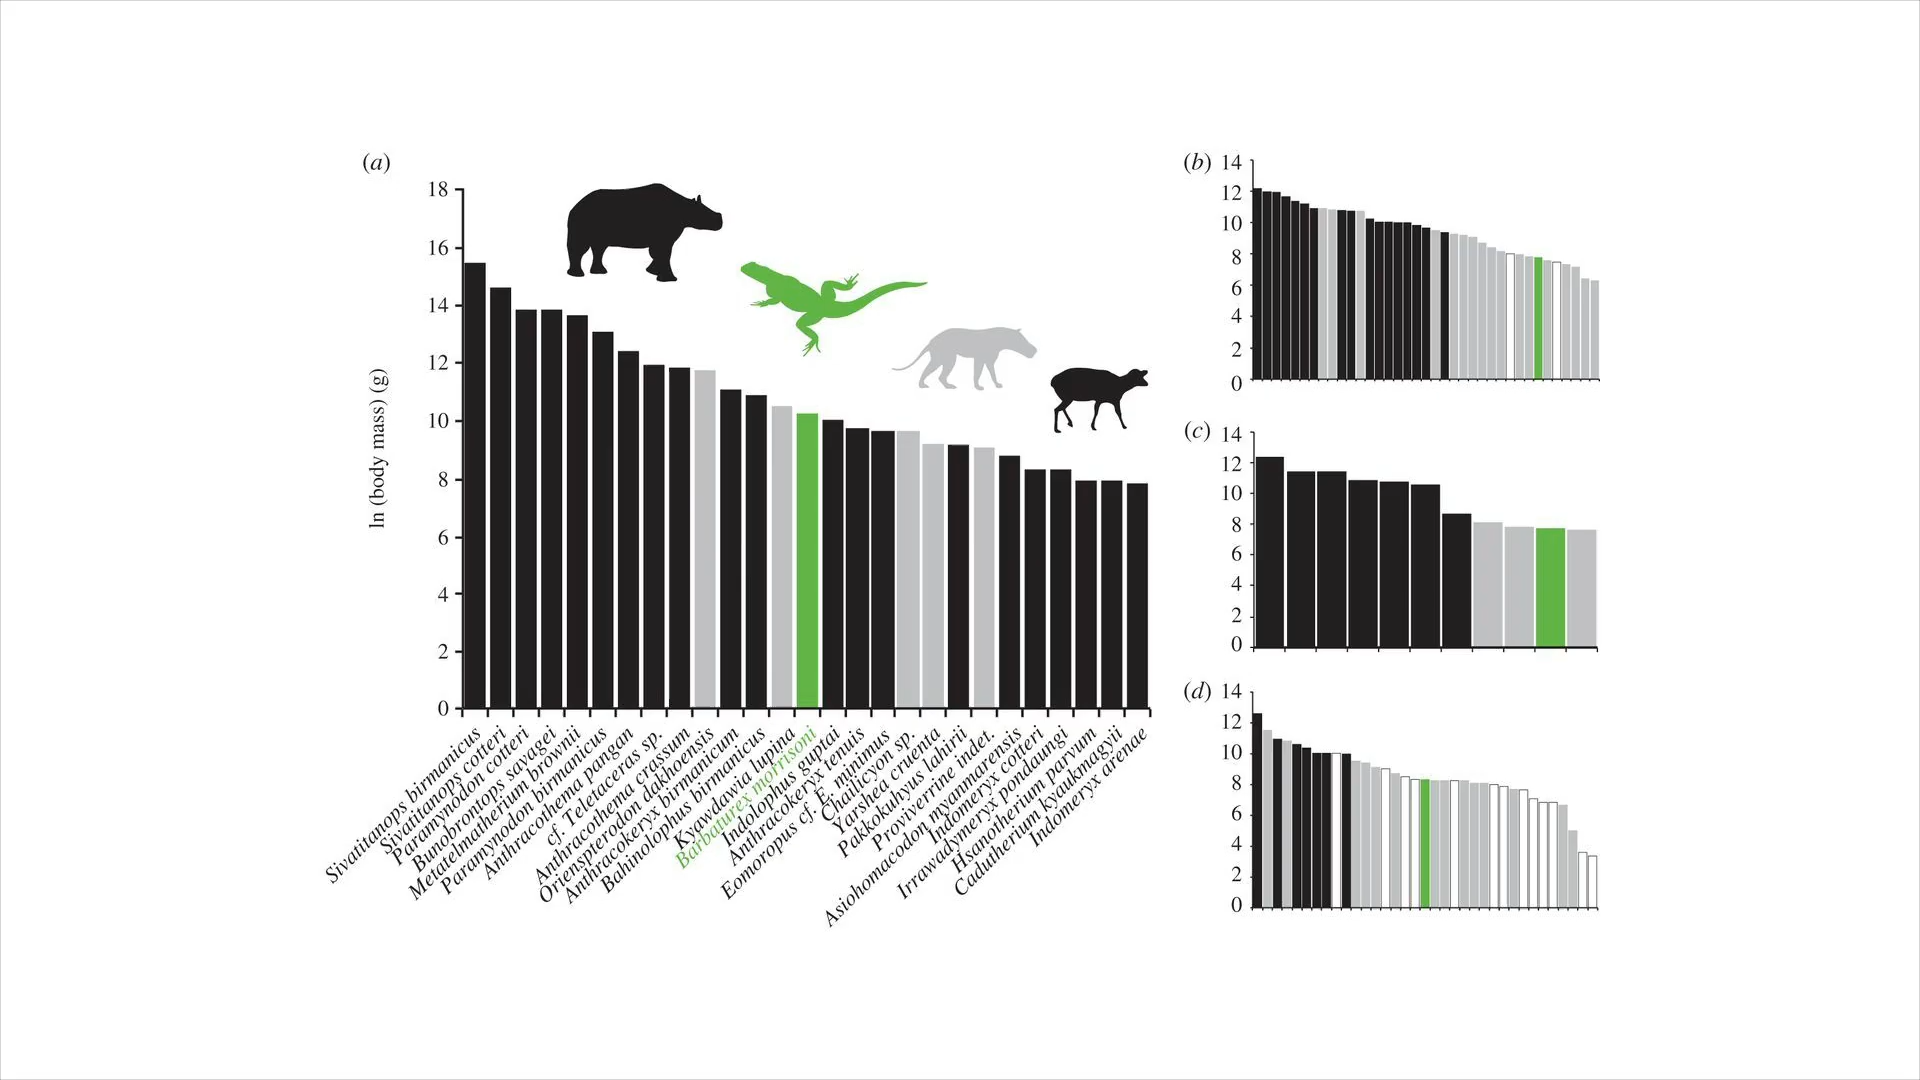 (a)
18
16
14
12
10
8
6
4
2
0
ln (body mass) (g)
Sivatitanops birmanicus
Sivatitanops cotteri
Paramynodon cotteri
Bunobrontops savagei
Metatelmatherium brownii
Paramynodon birmanicus
Anthracothema pangan
cf. Teletaceras sp.
Anthracothema crassum
Orienspterodon dakhoensis
Anthracokeryx birmanicum
Bahinolophus birmanicus
Kyawdawia lupina
Barbaturex morrisoni
Indolophus guptai
Anthracokeryx tenuis
Eomoropus cf. E. minimus
Chailicyon sp.
Yarshea cruenta
Pakkokuhyus lahirii
Proviverrine indet.
Asiohomacodon myanmarensis
Indomeryx cotteri
Irrawadymeryx pondaungi
Hsanotherium parvum
Cadutherium kyaukmagyii
Indomeryx arenae
(b)
14
12
10
8
6
4
2
0
(c)
14
12
10
8
6
4
2
0
(d)
14
12
10
8
6
4
2
0